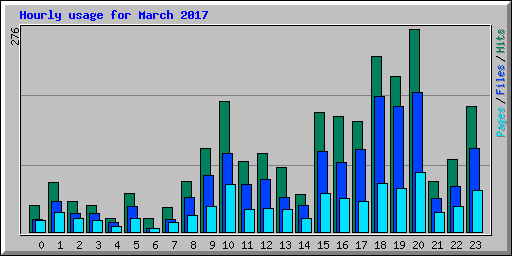 Hourly usage for March 2017
276
Pages/Files/Hits
0 1 2 3 4 5 6 7 8 9 10 11 12 13 14 15 16 17 18 19 20 21 22 23